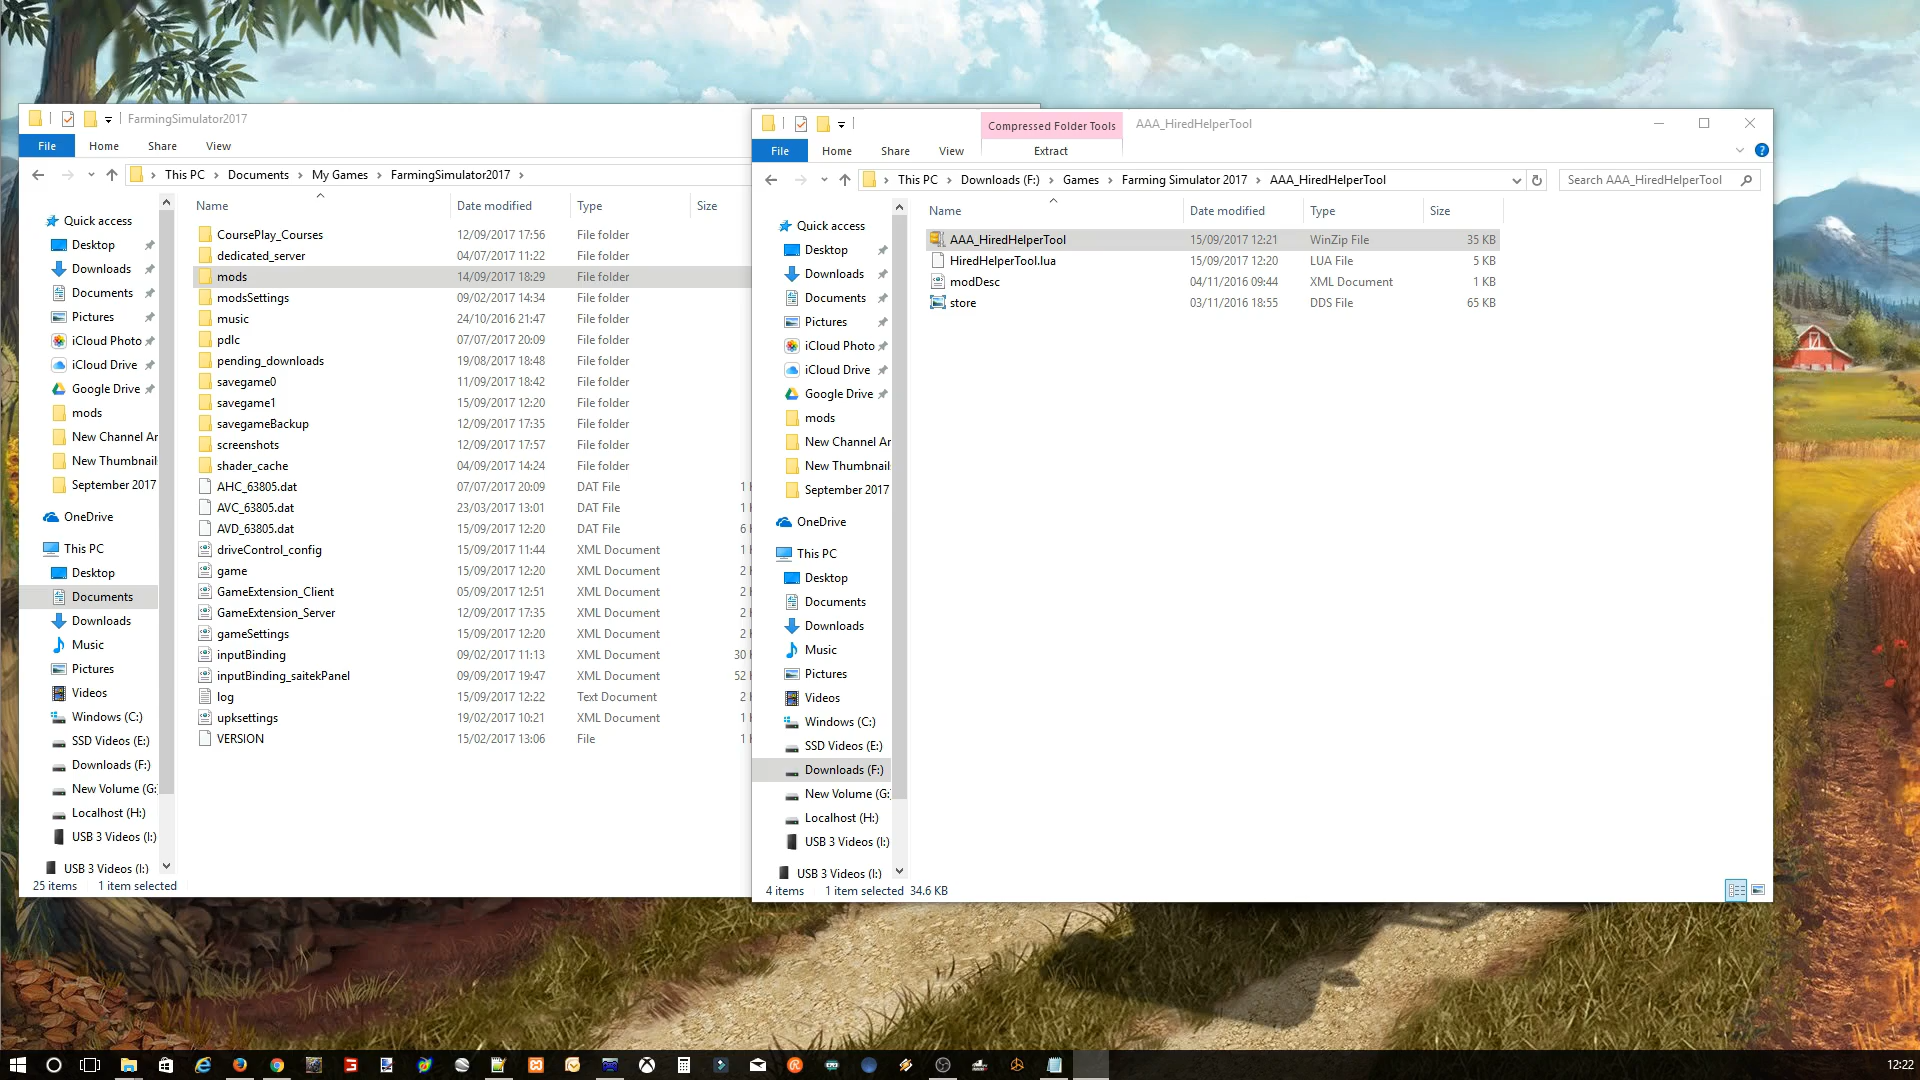 FarmingSimulator2017
File Home Share View
This PC > Documents > My Games > FarmingSimulator2017 >
Name Date modified Type Size
Quick access
Desktop
Downloads
Documents
Pictures
iCloud Photo
iCloud Drive
Google Drive
mods
New Channel Ar
New Thumbnail
September 2017
OneDrive
This PC
Desktop
Documents
Downloads
Music
Pictures
Videos
Windows (C:)
SSD Videos (E:)
Downloads (F:)
New Volume (G:
Localhost (H:)
USB 3 Videos (I:)
USB 3 Videos (I:)
CoursePlay_Courses 12/09/2017 17:56 File folder
dedicated_server 04/07/2017 11:22 File folder
mods 14/09/2017 18:29 File folder
modsSettings 09/02/2017 14:34 File folder
music 24/10/2016 21:47 File folder
pdlc 07/07/2017 20:09 File folder
pending_downloads 19/08/2017 18:48 File folder
savegame0 11/09/2017 18:42 File folder
savegame1 15/09/2017 12:20 File folder
savegameBackup 12/09/2017 17:35 File folder
screenshots 12/09/2017 17:57 File folder
shader_cache 04/09/2017 14:24 File folder
AHC_63805.dat 07/07/2017 20:09 DAT File 1
AVC_63805.dat 23/03/2017 13:01 DAT File 1
AVD_63805.dat 15/09/2017 12:20 DAT File 6
driveControl_config 15/09/2017 11:44 XML Document 1
game 15/09/2017 12:20 XML Document 2
GameExtension_Client 05/09/2017 12:51 XML Document 2
GameExtension_Server 12/09/2017 17:35 XML Document 2
gameSettings 15/09/2017 12:20 XML Document 2
inputBinding 09/02/2017 11:13 XML Document 30
inputBinding_saitekPanel 09/09/2017 19:47 XML Document 52
log 15/09/2017 12:22 Text Document 2
upksettings 19/02/2017 10:21 XML Document 1
VERSION 15/02/2017 13:06 File 1
25 items 1 item selected
Compressed Folder Tools AAA_HiredHelperTool
File Home Share View Extract
This PC > Downloads (F:) > Games > Farming Simulator 2017 > AAA_HiredHelperTool
Search AAA_HiredHelperTool
Name Date modified Type Size
Quick access
Desktop
Downloads
Documents
Pictures
iCloud Photo
iCloud Drive
Google Drive
mods
New Channel Ar
New Thumbnail
September 2017
OneDrive
This PC
Desktop
Documents
Downloads
Music
Pictures
Videos
Windows (C:)
SSD Videos (E:)
Downloads (F:)
New Volume (G:
Localhost (H:)
USB 3 Videos (I:)
USB 3 Videos (I:)
AAA_HiredHelperTool 15/09/2017 12:21 WinZip File 35 KB
HiredHelperTool.lua 15/09/2017 12:20 LUA File 5 KB
modDesc 04/11/2016 09:44 XML Document 1 KB
store 03/11/2016 18:55 DDS File 65 KB
4 items 1 item selected 34.6 KB
12:22